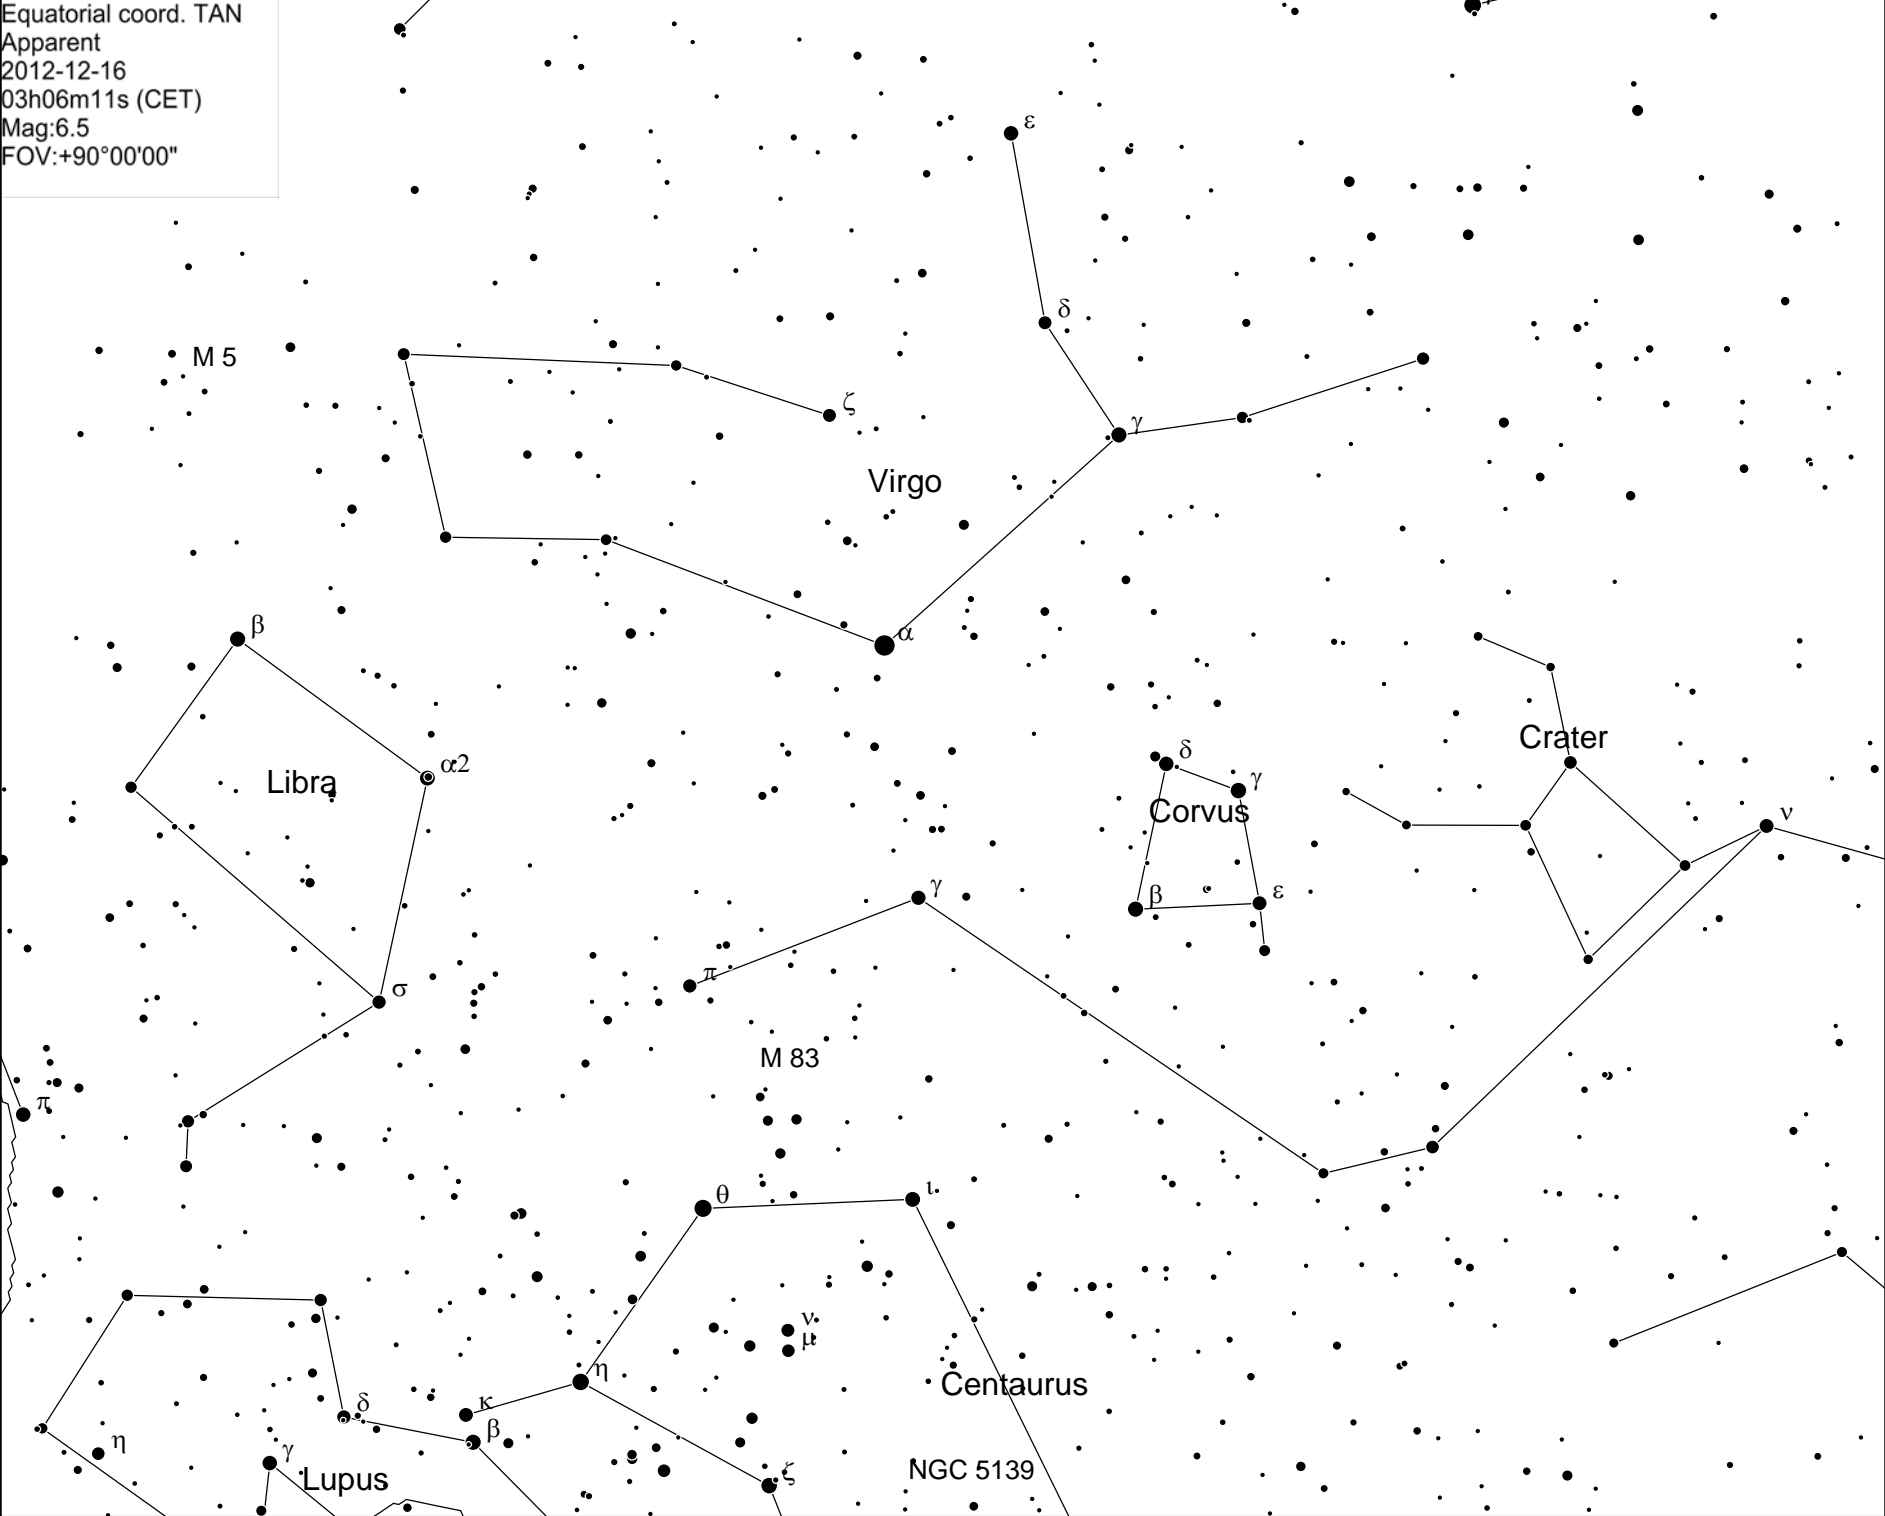 Equatorial coord. TAN
Apparent
2012-12-16
03h06m11s (CET)
Mag:6.5
FOV:+90°00'00"
ε
δ
M 5
ζ
γ
Virgo
β
α
α2
Libra
δ
γ
Corvus
Crater
ν
β
ε
γ
π
σ
M 83
π
θ
ι
ν
μ
η
κ
Centaurus
δ
β
η
γ
Lupus
ζ
NGC 5139